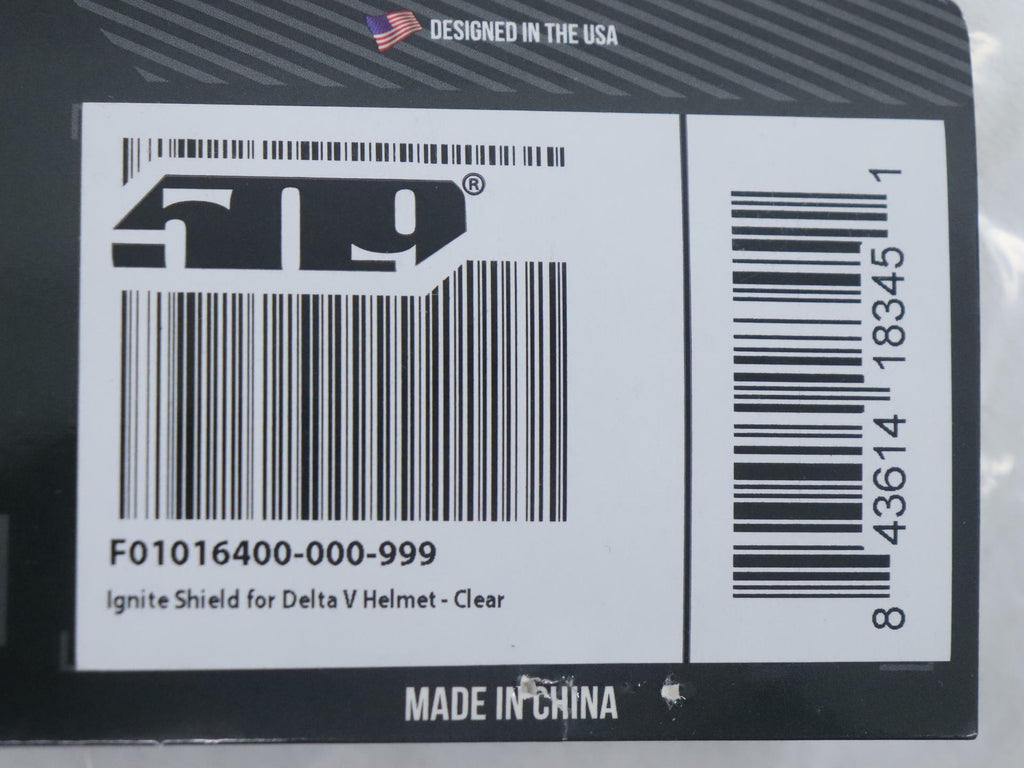 DESIGNED IN THE USA
509®
F01016400-000-999
Ignite Shield for Delta V Helmet - Clear
8 43614 18345 1
MADE IN CHINA